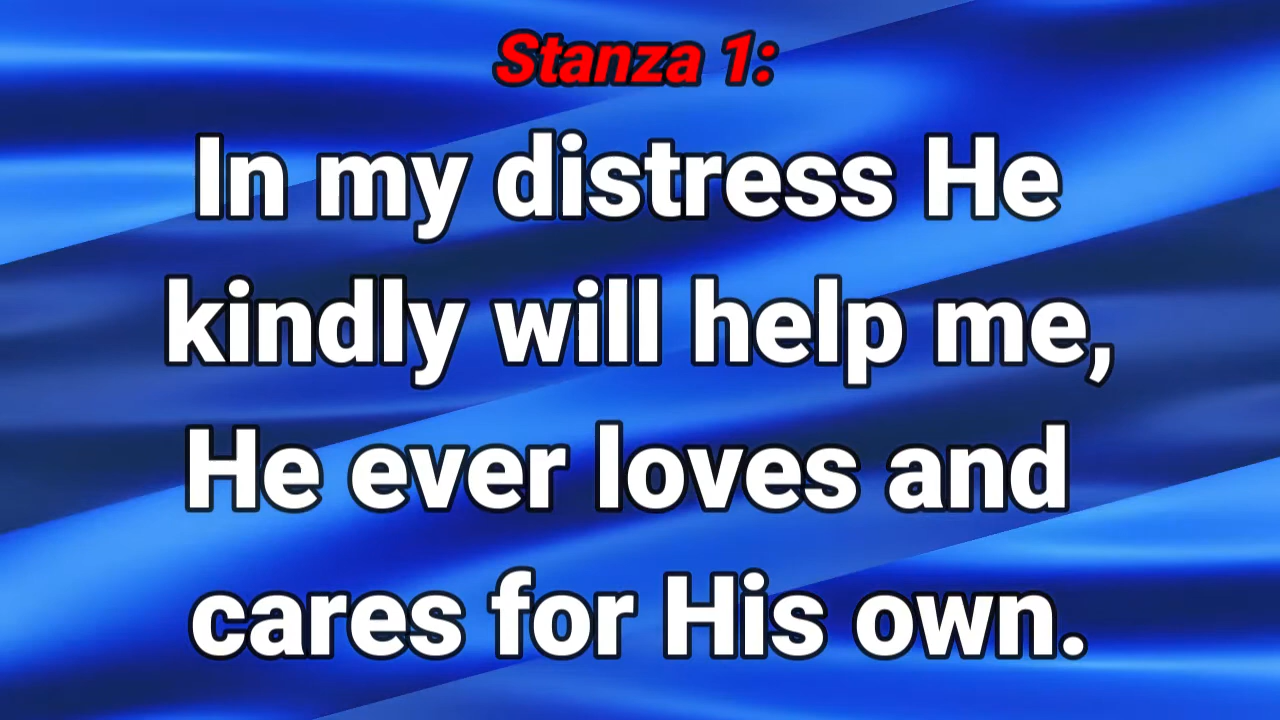 Stanza 1:
In my distress He
kindly will help me,
He ever loves and
cares for His own.